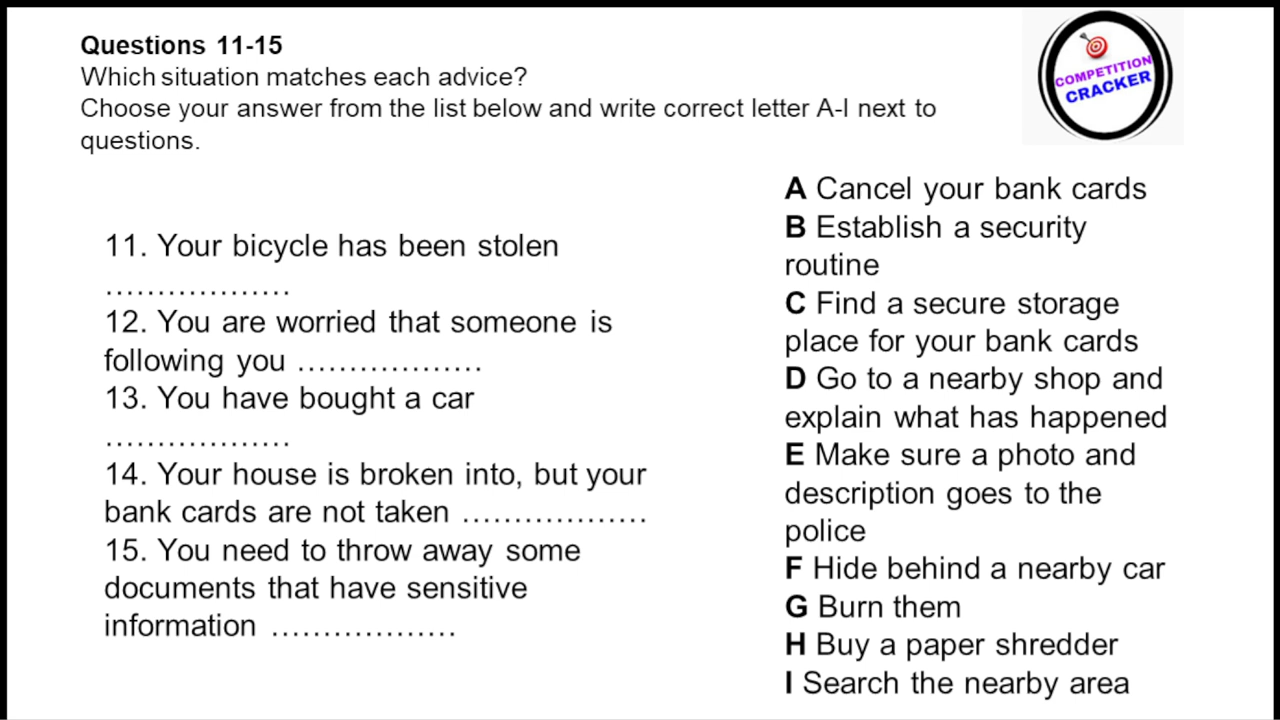 Questions 11-15
Which situation matches each advice?
Choose your answer from the list below and write correct letter A-I next to
questions.
COMPETITION
CRACKER
11. Your bicycle has been stolen
………………
12. You are worried that someone is
following you ………………
13. You have bought a car
………………
14. Your house is broken into, but your
bank cards are not taken ………………
15. You need to throw away some
documents that have sensitive
information ………………
A Cancel your bank cards
B Establish a security
routine
C Find a secure storage
place for your bank cards
D Go to a nearby shop and
explain what has happened
E Make sure a photo and
description goes to the
police
F Hide behind a nearby car
G Burn them
H Buy a paper shredder
I Search the nearby area